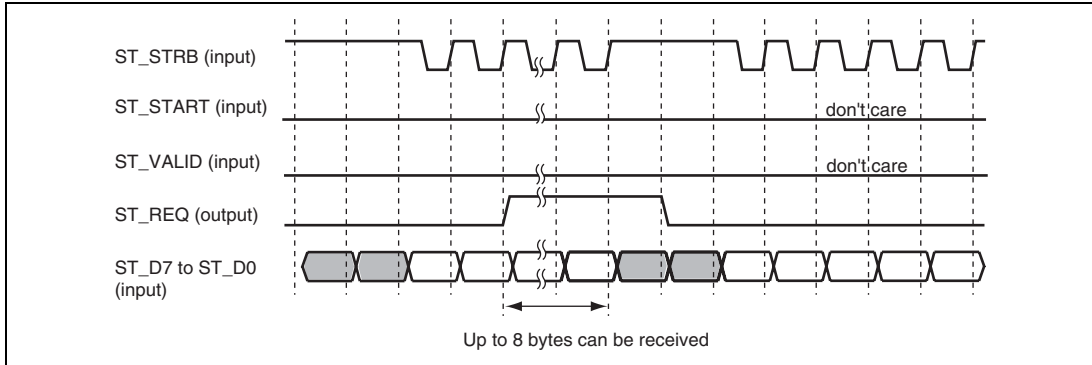 ST_STRB (input)
ST_START (input)
don't care
ST_VALID (input)
don't care
ST_REQ (output)
ST_D7 to ST_D0
(input)
Up to 8 bytes can be received